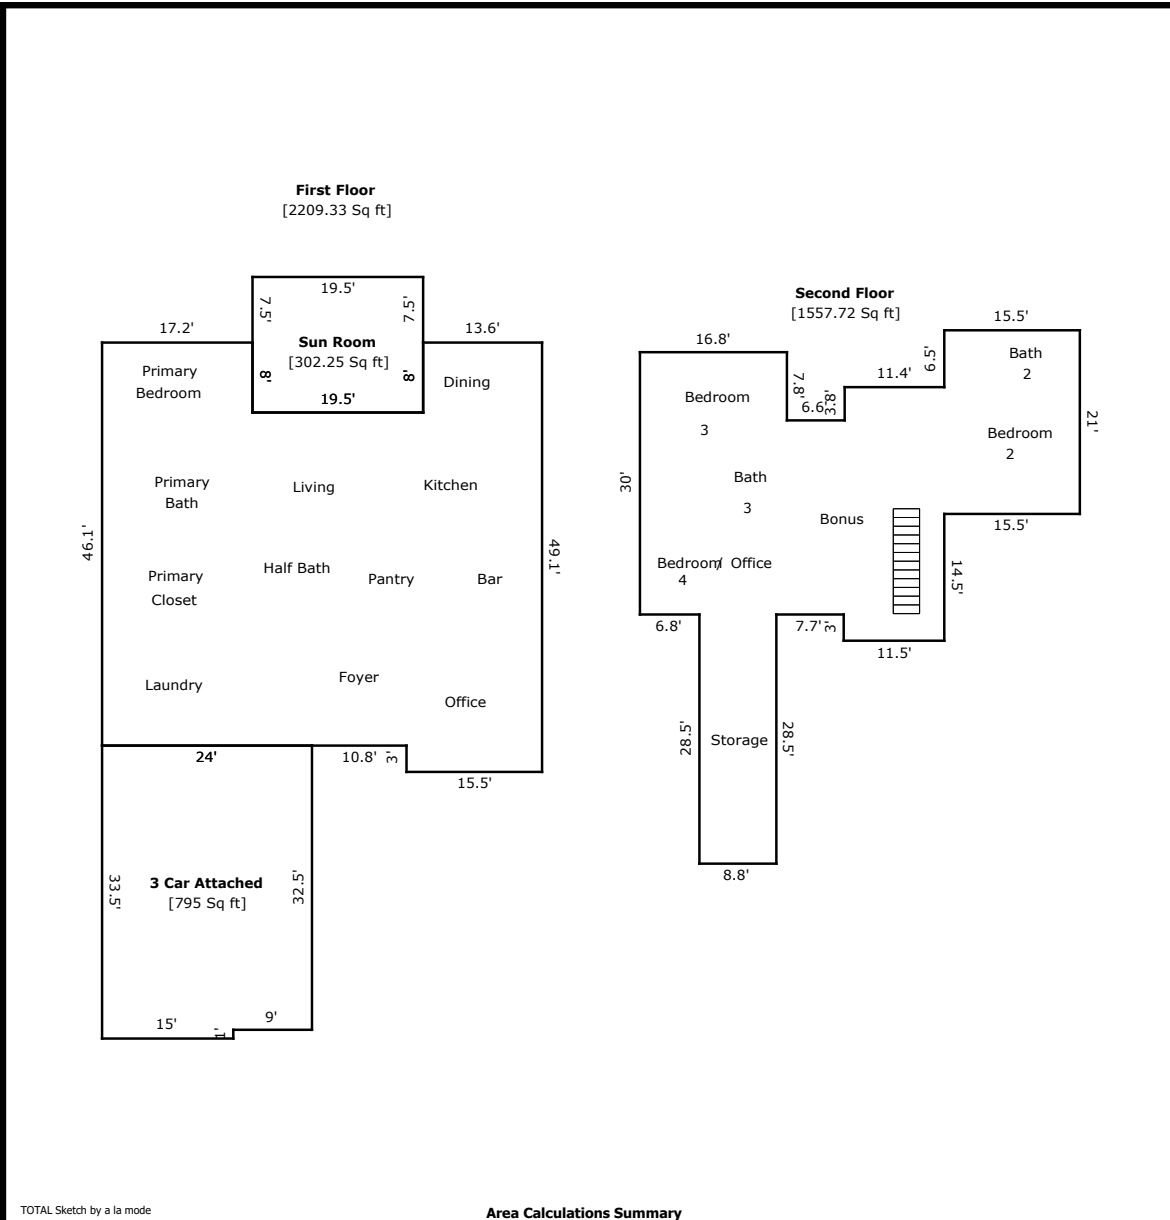 First Floor
[2209.33 Sq ft]
19.5'
7.5'
7.5'
17.2'
Sun Room
[302.25 Sq ft]
13.6'
8'
8'
19.5'
Primary
Bedroom
Dining
Primary
Bath
Living
Kitchen
46.1'
49.1'
Half Bath
Primary
Closet
Pantry
Bar
Laundry
Foyer
Office
24'
10.8'
3'
15.5'
3 Car Attached
[795 Sq ft]
33.5'
32.5'
15'
1'
9'
Second Floor
[1557.72 Sq ft]
16.8'
15.5'
6.5'
Bath
2
11.4'
7.8'
6.6'
3.8'
Bedroom
3
Bedroom
2
21'
30'
Bath
3
Bonus
15.5'
Bedroom/ Office
4
14.5'
6.8'
7.7'
3'
11.5'
28.5'
Storage
28.5'
8.8'
TOTAL Sketch by a la mode
Area Calculations Summary